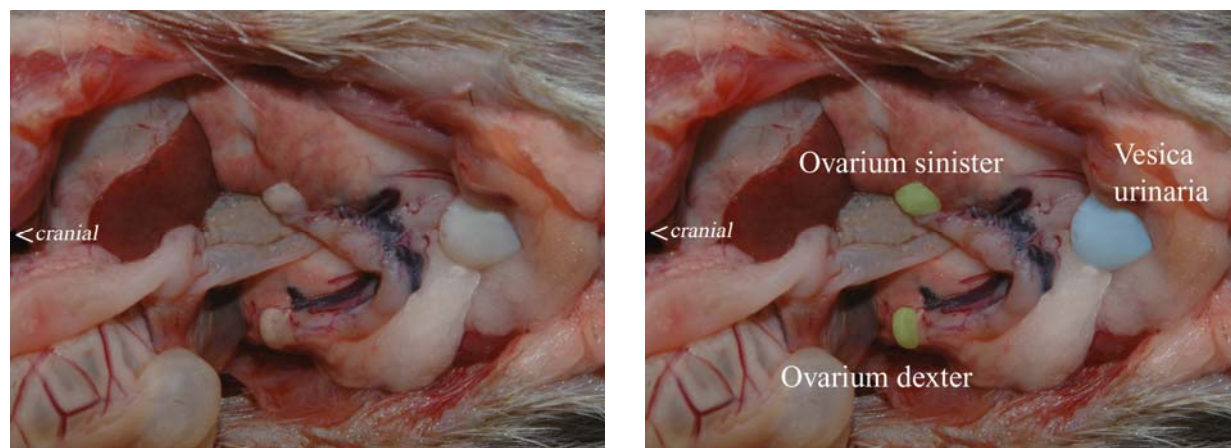 <cranial
Ovarium sinister
Vesica
urinaria
<cranial
Ovarium dexter